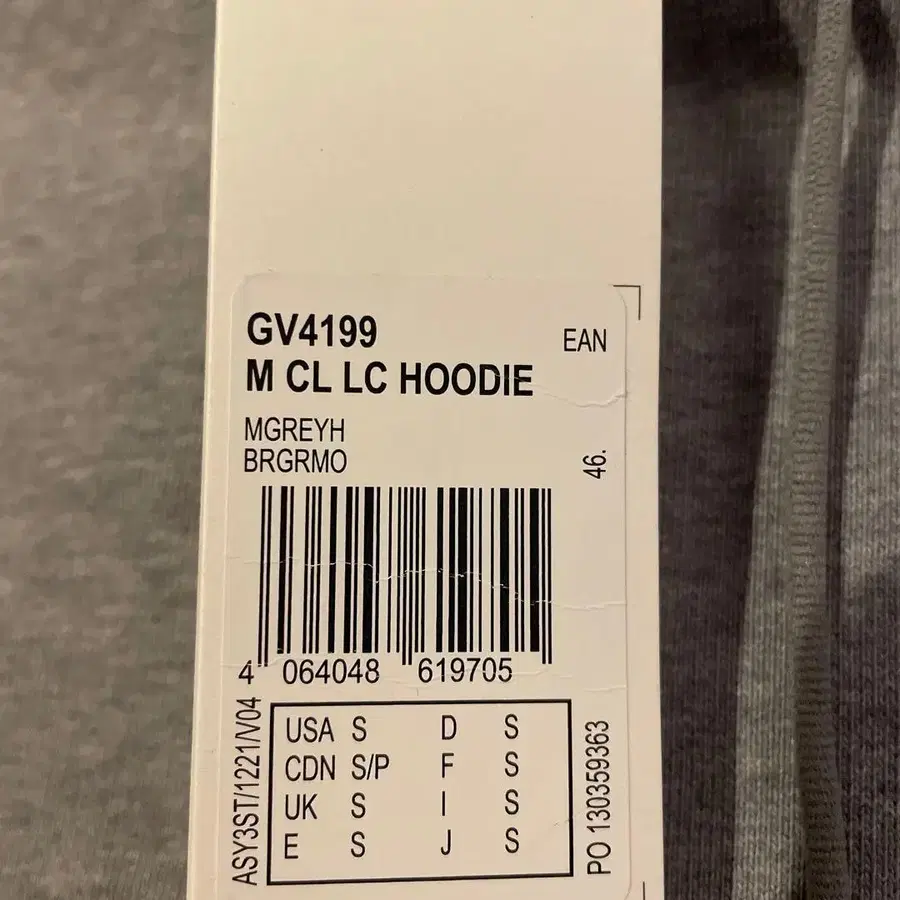 GV4199
EAN
M CL LC HOODIE
MGREYH
BRGRMO
46.
4 064048 619705
USA S D S
CDN S/P F S
UK S I S
E S J S
ASY3ST/1221/V04
PO 130359363